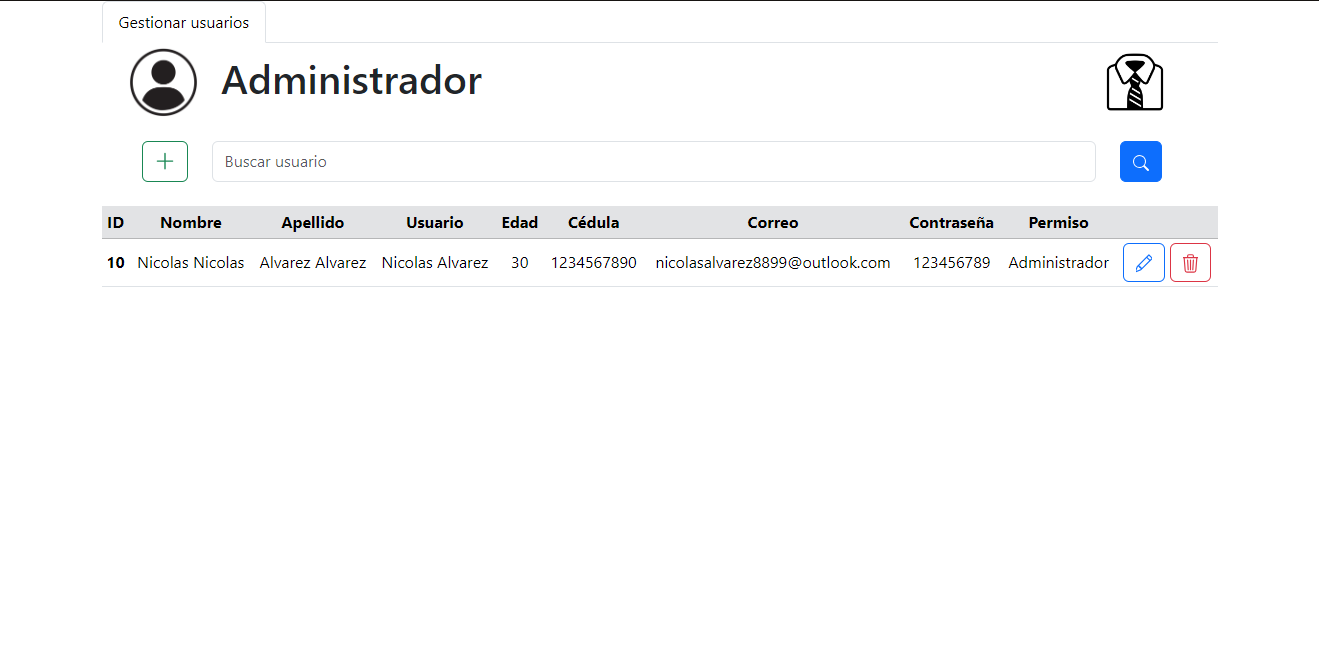 Gestionar usuarios
Administrador
Buscar usuario
ID Nombre Apellido Usuario Edad Cédula Correo Contraseña Permiso
10 Nicolas Nicolas Alvarez Alvarez Nicolas Alvarez 30 1234567890 nicolasalvarez8899@outlook.com 123456789 Administrador